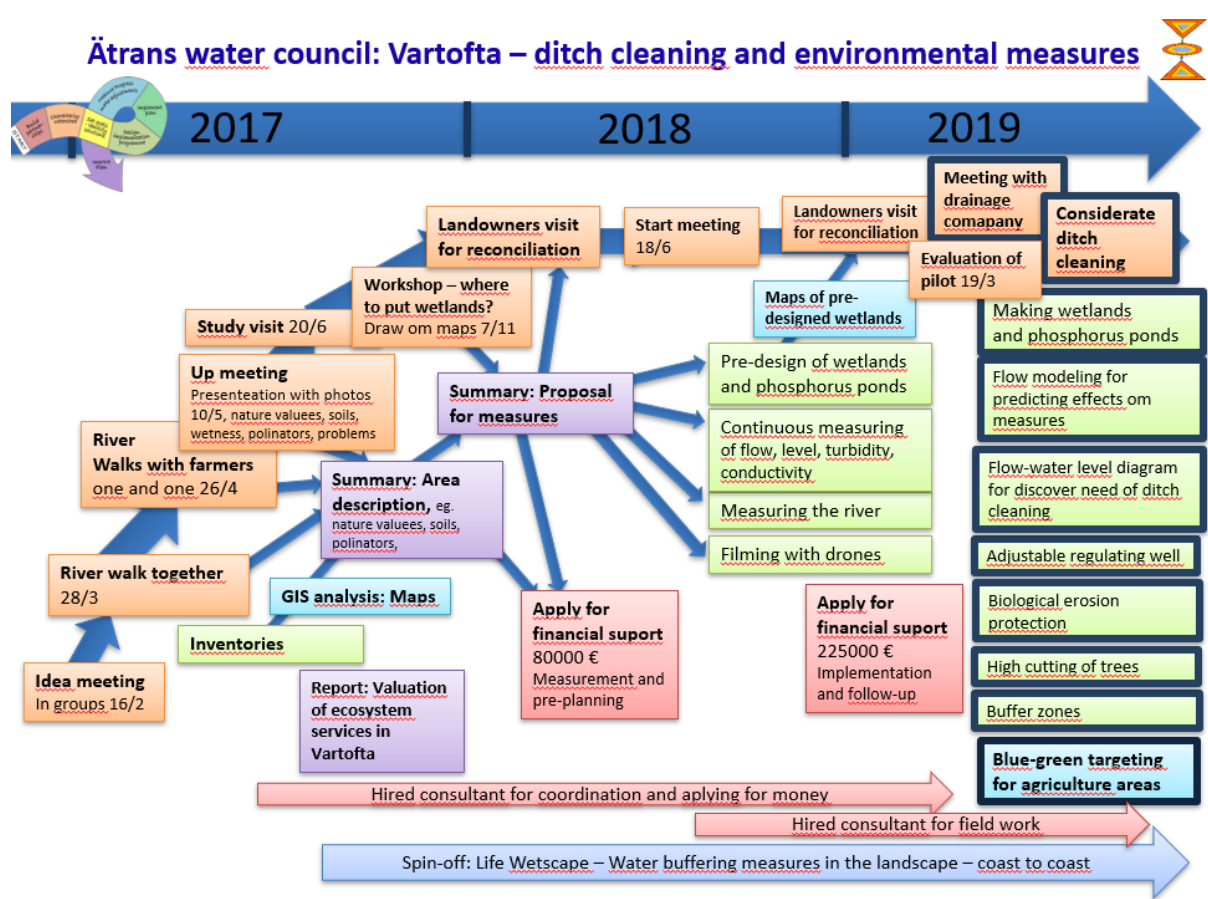 Ätrans water council: Vartofta – ditch cleaning and environmental measures
START
Implement
plan
Design
implementation
programme
Improve
Plan
2017
2018
2019
Meeting with
drainage
comapany
Considerate
ditch
cleaning
Landowners visit
for reconciliation
Start meeting
18/6
Landowners visit
for reconciliation
Evaluation of
pilot 19/3
Workshop – where
to put wetlands?
Draw om maps 7/11
Study visit 20/6
Maps of pre-
designed wetlands
Making wetlands
and phosphorus ponds
Up meeting
Presenteation with photos
10/5, nature valuees, soils,
wetness, polinators, problems
Summary: Proposal
for measures
Pre-design of wetlands
and phosphorus ponds
Flow modeling for
predicting effects om
measures
River
Walks with farmers
one and one 26/4
Continuous measuring
of flow, level, turbidity,
conductivity
Summary: Area
description, eg.
nature valuees, soils,
polinators,
Flow-water level diagram
for discover need of ditch
cleaning
Measuring the river
Filming with drones
Adjustable regulating well
River walk together
28/3
GIS analysis: Maps
Inventories
Apply for
financial suport
80000 €
Measurement and
pre-planning
Apply for
financial suport
225000 €
Implementation
and follow-up
Biological erosion
protection
High cutting of trees
Buffer zones
Idea meeting
In groups 16/2
Report: Valuation
of ecosystem
services in
Vartofta
Blue-green targeting
for agriculture areas
Hired consultant for coordination and aplying for money
Hired consultant for field work
Spin-off: Life Wetscape – Water buffering measures in the landscape – coast to coast